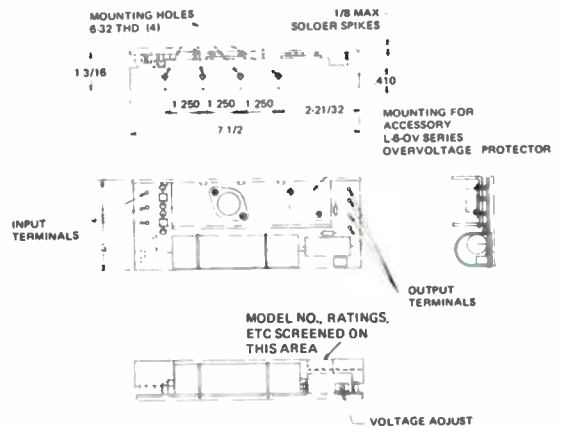 MOUNTING HOLES
6-32 THD (4)
1/8 MAX
SOLDER SPIKES
1 3/16
.410
1 250 1 250 1 250
2-21/32
7 1/2
MOUNTING FOR
ACCESSORY
L-6-OV SERIES
OVERVOLTAGE PROTECTOR
INPUT
TERMINALS
OUTPUT
TERMINALS
MODEL NO., RATINGS,
ETC SCREENED ON
THIS AREA
VOLTAGE ADJUST